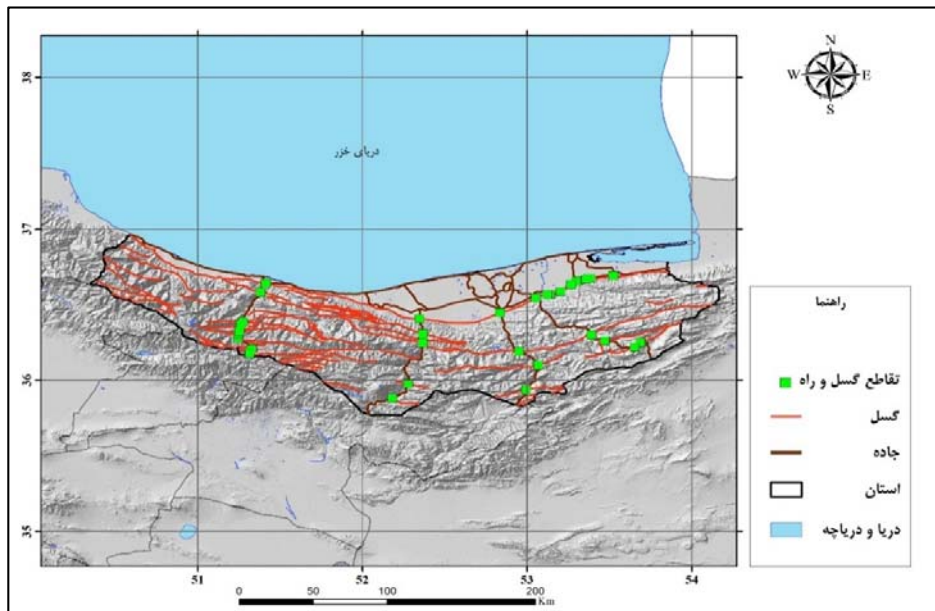 N
W E
S
38
دریای خزر
37
راهنما
تقاطع گسل و راه
36
گسل
جاده
استان
35
دریا و دریاچه
51 52 53 54
0 50 100 200
Km